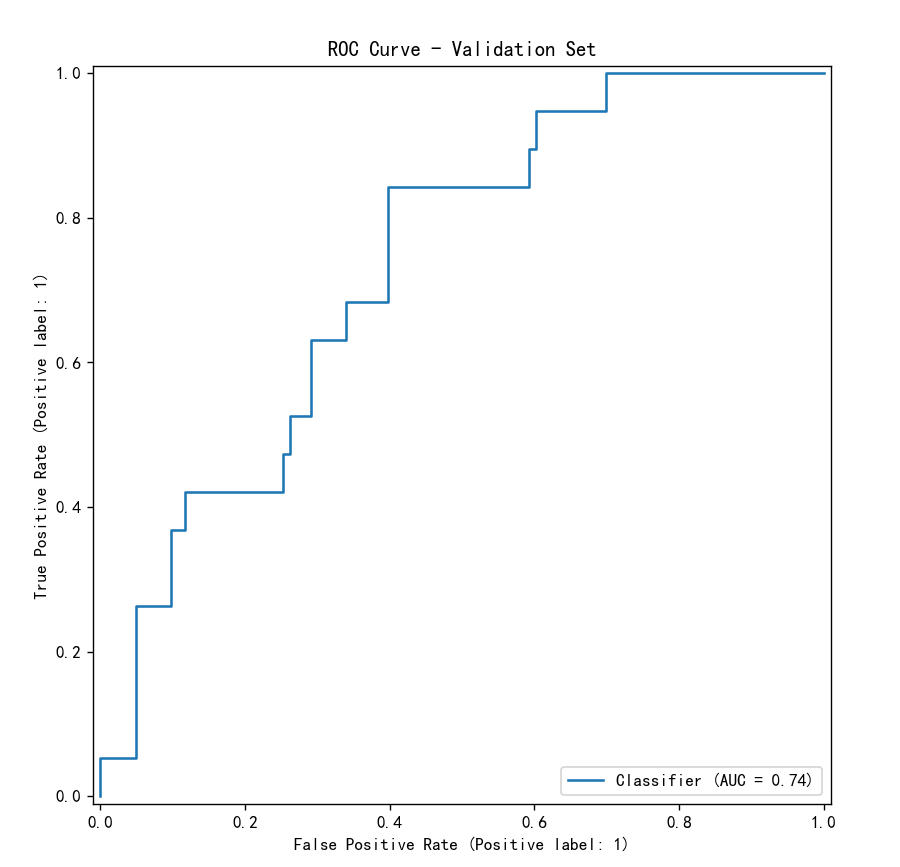 ROC Curve - Validation Set
1.0
0.8
0.6
0.4
0.2
0.0
True Positive Rate (Positive label: 1)
Classifier (AUC = 0.74)
0.0 0.2 0.4 0.6 0.8 1.0
False Positive Rate (Positive label: 1)